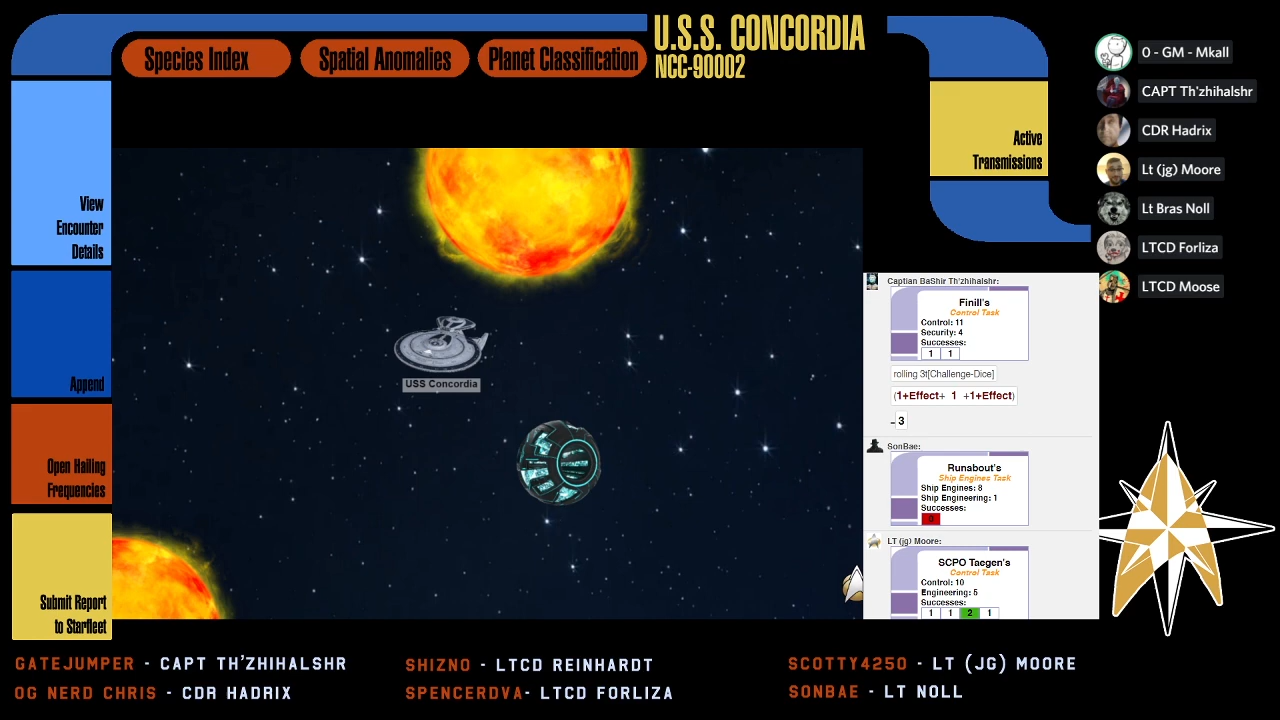 Species Index
Spatial Anomalies
Planet Classification
U.S.S. CONCORDIA
NCC-90002
View
Encounter
Details
Append
Open Hailing
Frequencies
Submit Report
to Starfleet
Active
Transmissions
0 - GM - Mkall
CAPT Th'zhihalshr
CDR Hadrix
Lt (jg) Moore
Lt Bras Noll
LTCD Forliza
LTCD Moose
USS Concordia
Captian BaShir Th'zhihalshr:
Finill's
Control Task
Control: 11
Security: 4
Successes:
1 1
rolling 3t[Challenge-Dice]
(1+Effect+ 1 +1+Effect)
=3
SonBae:
Runabout's
Ship Engines Task
Ship Engines: 8
Ship Engineering: 1
Successes:
0
LT (jg) Moore:
SCPO Taegen's
Control Task
Control: 10
Engineering: 5
Successes:
1 1 2 1
GATEJUMPER - CAPT TH'ZHIHALSHR
SHIZNO - LTCD REINHARDT
SCOTTY4250 - LT (JG) MOORE
OG NERD CHRIS - CDR HADRIX
SPENCERDVA- LTCD FORLIZA
SONBAE - LT NOLL